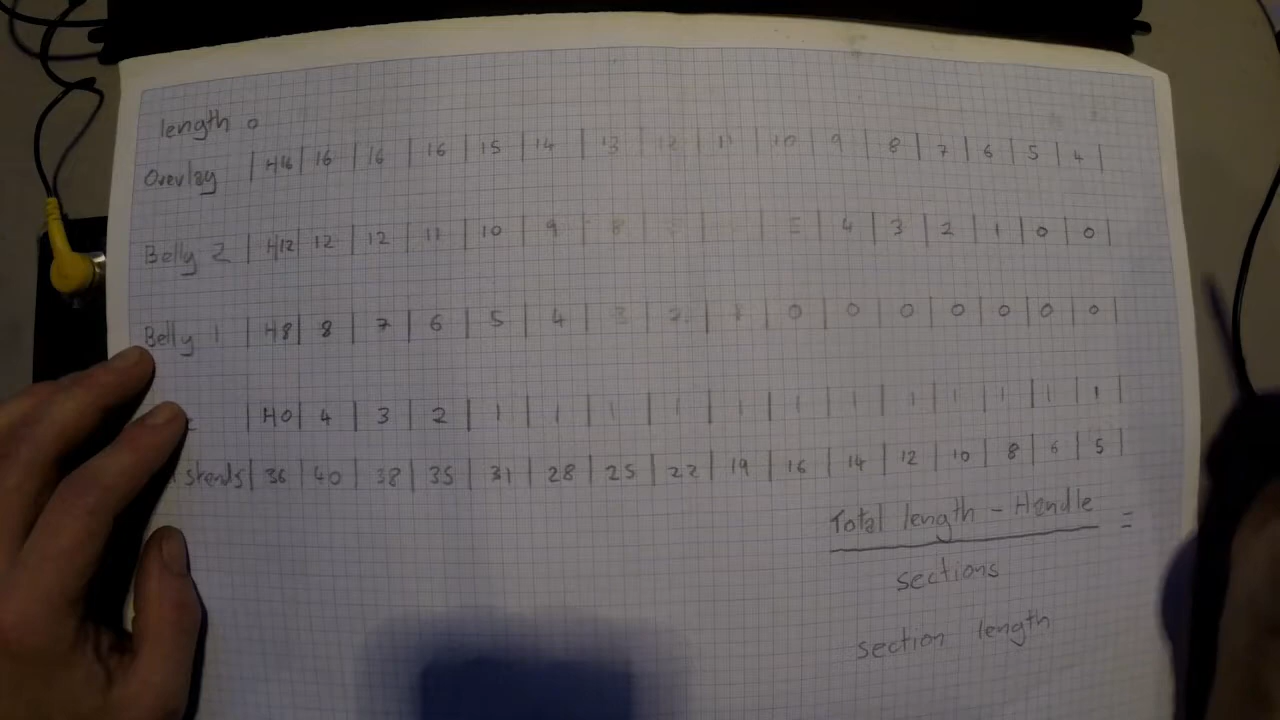 length o
Overlay | H16 | 16 | 16 | 16 | 15 | 14 | 13 | 12 | 11 | 10 | 9 | 8 | 7 | 6 | 5 | 4 |
Belly 2 | H12 | 12 | 12 | 11 | 10 | 9 | 8 | | | 5 | 4 | 3 | 2 | 1 | 0 | 0 |
Belly 1 | H8 | 8 | 7 | 6 | 5 | 4 | 3 | 2 | 1 | 0 | 0 | 0 | 0 | 0 | 0 | 0 |
| H0 | 4 | 3 | 2 | 1 | 1 | 1 | 1 | 1 | 1 | 1 | 1 | 1 | 1 | 1 | 1 |
strands | 36 | 40 | 38 | 35 | 31 | 28 | 25 | 22 | 19 | 16 | 14 | 12 | 10 | 8 | 6 | 5 |
Total length - Handle =
sections
section length